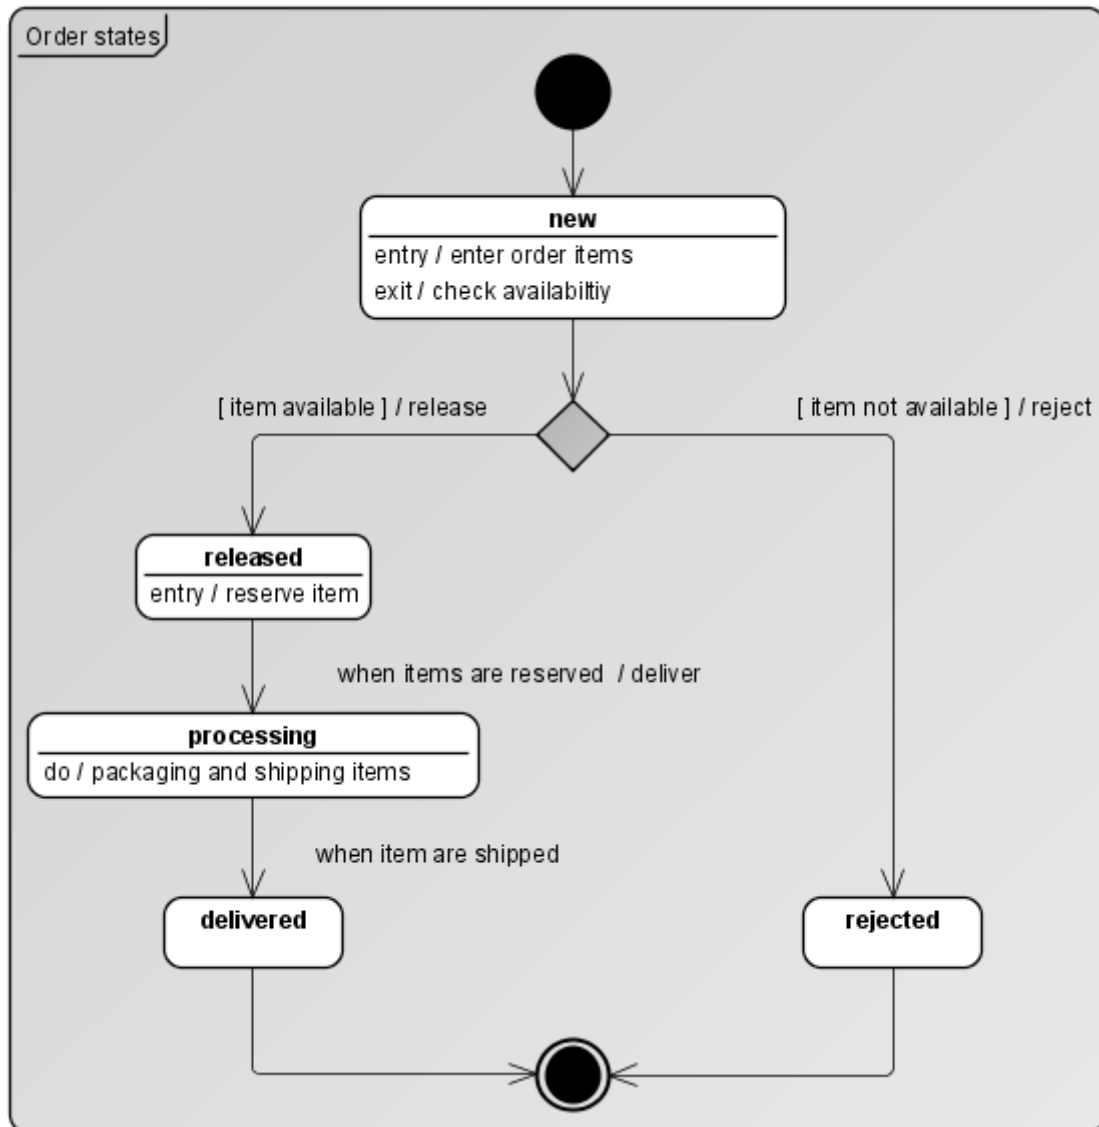 Order states
new
entry / enter order items
exit / check availabiltiy
[ item available ] / release
[ item not available ] / reject
released
entry / reserve item
when items are reserved / deliver
processing
do / packaging and shipping items
when item are shipped
delivered
rejected